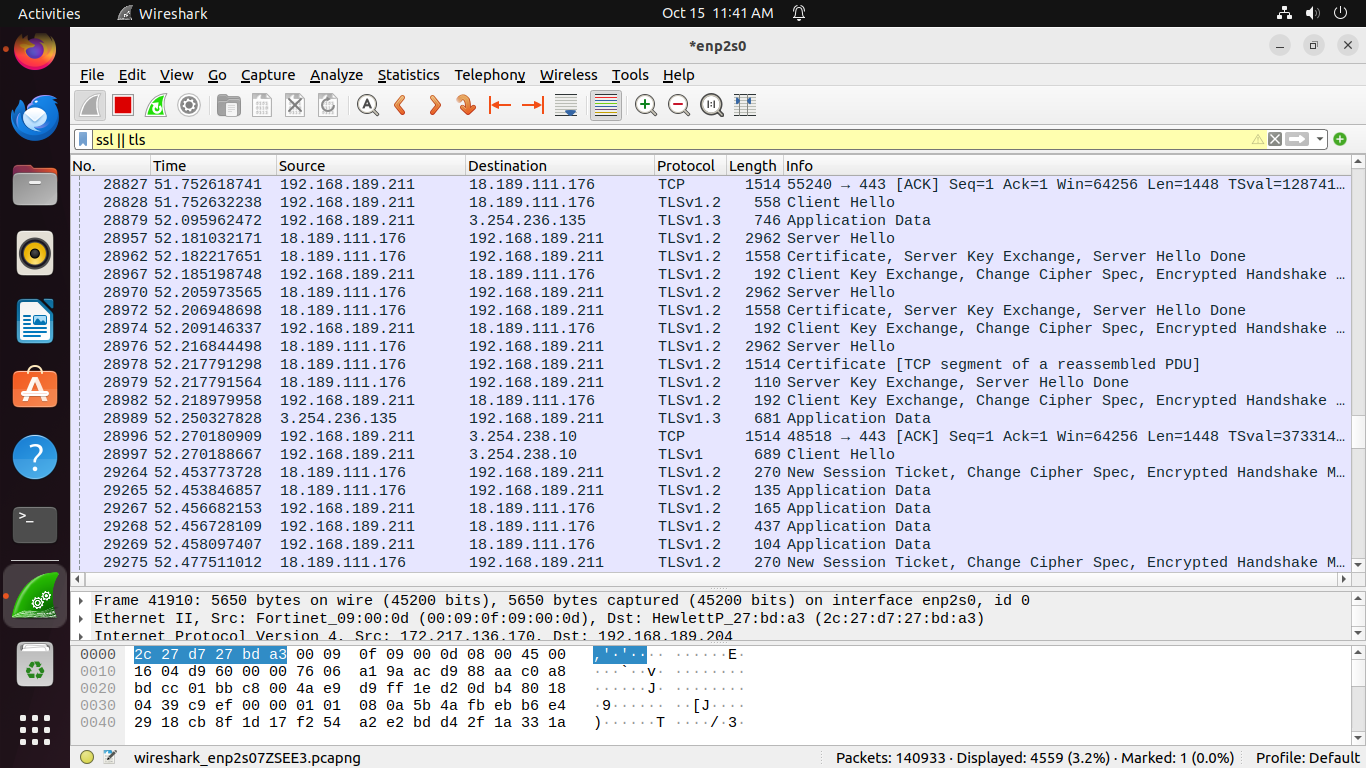 Activities Wireshark Oct 15 11:41 AM
*enp2s0
File Edit View Go Capture Analyze Statistics Telephony Wireless Tools Help
ssl || tls
No. Time Source Destination Protocol Length Info
28827 51.752618741 192.168.189.211 18.189.111.176 TCP 1514 55240 → 443 [ACK] Seq=1 Ack=1 Win=64256 Len=1448 TSval=128741…
28828 51.752632238 192.168.189.211 18.189.111.176 TLSv1.2 558 Client Hello
28879 52.095962472 192.168.189.211 3.254.236.135 TLSv1.3 746 Application Data
28957 52.181032171 18.189.111.176 192.168.189.211 TLSv1.2 2962 Server Hello
28962 52.182217651 18.189.111.176 192.168.189.211 TLSv1.2 1558 Certificate, Server Key Exchange, Server Hello Done
28967 52.185198748 192.168.189.211 18.189.111.176 TLSv1.2 192 Client Key Exchange, Change Cipher Spec, Encrypted Handshake …
28970 52.205973565 18.189.111.176 192.168.189.211 TLSv1.2 2962 Server Hello
28972 52.206948698 18.189.111.176 192.168.189.211 TLSv1.2 1558 Certificate, Server Key Exchange, Server Hello Done
28974 52.209146337 192.168.189.211 18.189.111.176 TLSv1.2 192 Client Key Exchange, Change Cipher Spec, Encrypted Handshake …
28976 52.216844498 18.189.111.176 192.168.189.211 TLSv1.2 2962 Server Hello
28978 52.217791298 18.189.111.176 192.168.189.211 TLSv1.2 1514 Certificate [TCP segment of a reassembled PDU]
28979 52.217791564 18.189.111.176 192.168.189.211 TLSv1.2 110 Server Key Exchange, Server Hello Done
28982 52.218979958 192.168.189.211 18.189.111.176 TLSv1.2 192 Client Key Exchange, Change Cipher Spec, Encrypted Handshake …
28989 52.250327828 3.254.236.135 192.168.189.211 TLSv1.3 681 Application Data
28996 52.270180909 192.168.189.211 3.254.238.10 TCP 1514 48518 → 443 [ACK] Seq=1 Ack=1 Win=64256 Len=1448 TSval=373314…
28997 52.270188667 192.168.189.211 3.254.238.10 TLSv1 689 Client Hello
29264 52.453773728 18.189.111.176 192.168.189.211 TLSv1.2 270 New Session Ticket, Change Cipher Spec, Encrypted Handshake M…
29265 52.453846857 18.189.111.176 192.168.189.211 TLSv1.2 135 Application Data
29267 52.456682153 192.168.189.211 18.189.111.176 TLSv1.2 165 Application Data
29268 52.456728109 192.168.189.211 18.189.111.176 TLSv1.2 437 Application Data
29269 52.458097407 192.168.189.211 18.189.111.176 TLSv1.2 104 Application Data
29275 52.477511012 18.189.111.176 192.168.189.211 TLSv1.2 270 New Session Ticket, Change Cipher Spec, Encrypted Handshake M…
Frame 41910: 5650 bytes on wire (45200 bits), 5650 bytes captured (45200 bits) on interface enp2s0, id 0
Ethernet II, Src: Fortinet_09:00:0d (00:09:0f:09:00:0d), Dst: HewlettP_27:bd:a3 (2c:27:d7:27:bd:a3)
Internet Protocol Version 4, Src: 172.217.136.170, Dst: 192.168.189.204
0000 2c 27 d7 27 bd a3 00 09 0f 09 00 0d 08 00 45 00 ,'·'···· ······E·
0010 16 04 d9 60 00 00 76 06 a1 9a ac d9 88 aa c0 a8 ···`··v· ········
0020 bd cc 01 bb c8 00 4a e9 d9 ff 1e d2 0d b4 80 18 ······J· ········
0030 04 39 c9 ef 00 00 01 01 08 0a 5b 4a fb eb b6 e4 ·9······ ··[J····
0040 29 18 cb 8f 1d 17 f2 54 a2 e2 bd d4 2f 1a 33 1a )······T ····/·3·
wireshark_enp2s07ZSEE3.pcapng Packets: 140933 · Displayed: 4559 (3.2%) · Marked: 1 (0.0%) Profile: Default